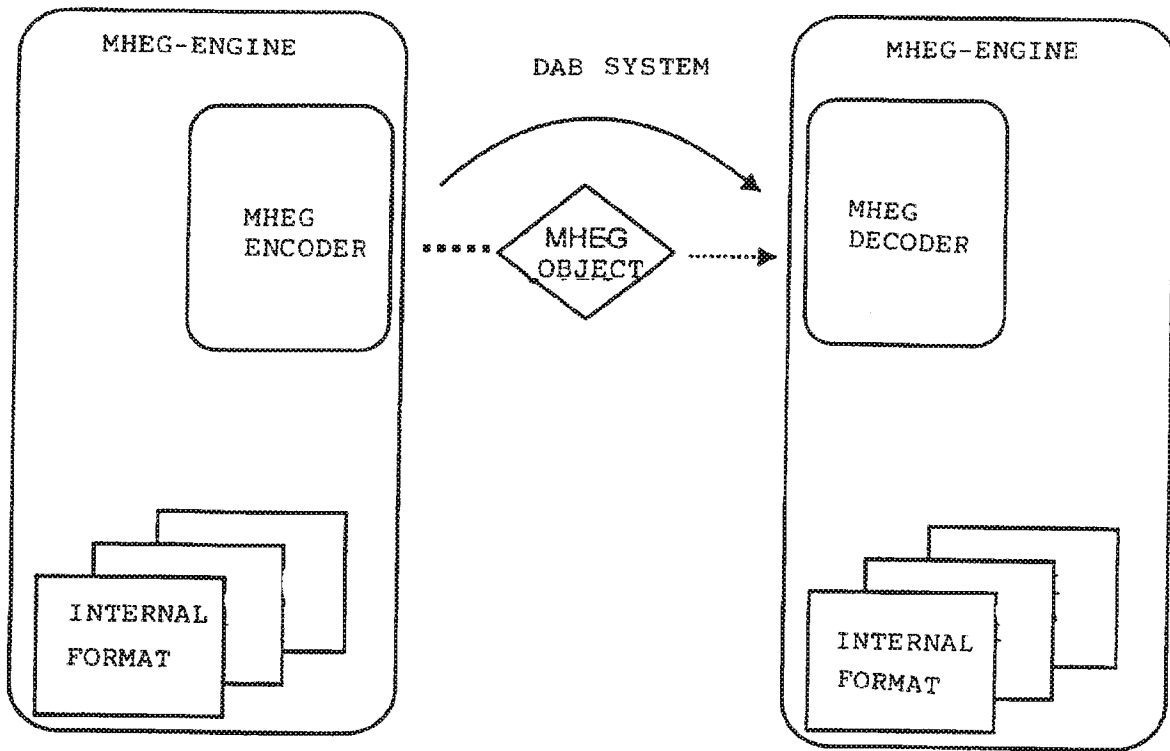 MHEG-ENGINE
DAB SYSTEM
MHEG-ENGINE
MHEG
ENCODER
MHEG
OBJECT
MHEG
DECODER
INTERNAL
FORMAT
INTERNAL
FORMAT